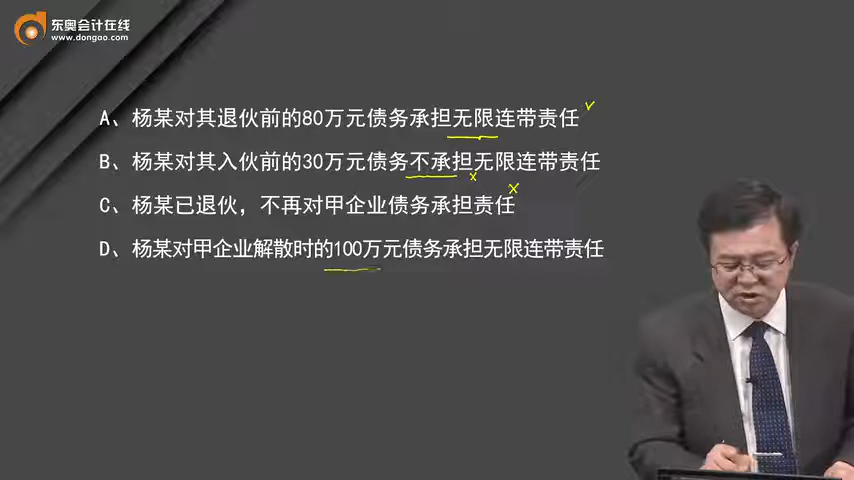 东奥会计在线
www.dongao.com
A、杨某对其退伙前的80万元债务承担无限连带责任
B、杨某对其入伙前的30万元债务不承担无限连带责任
C、杨某已退伙，不再对甲企业债务承担责任
D、杨某对甲企业解散时的100万元债务承担无限连带责任